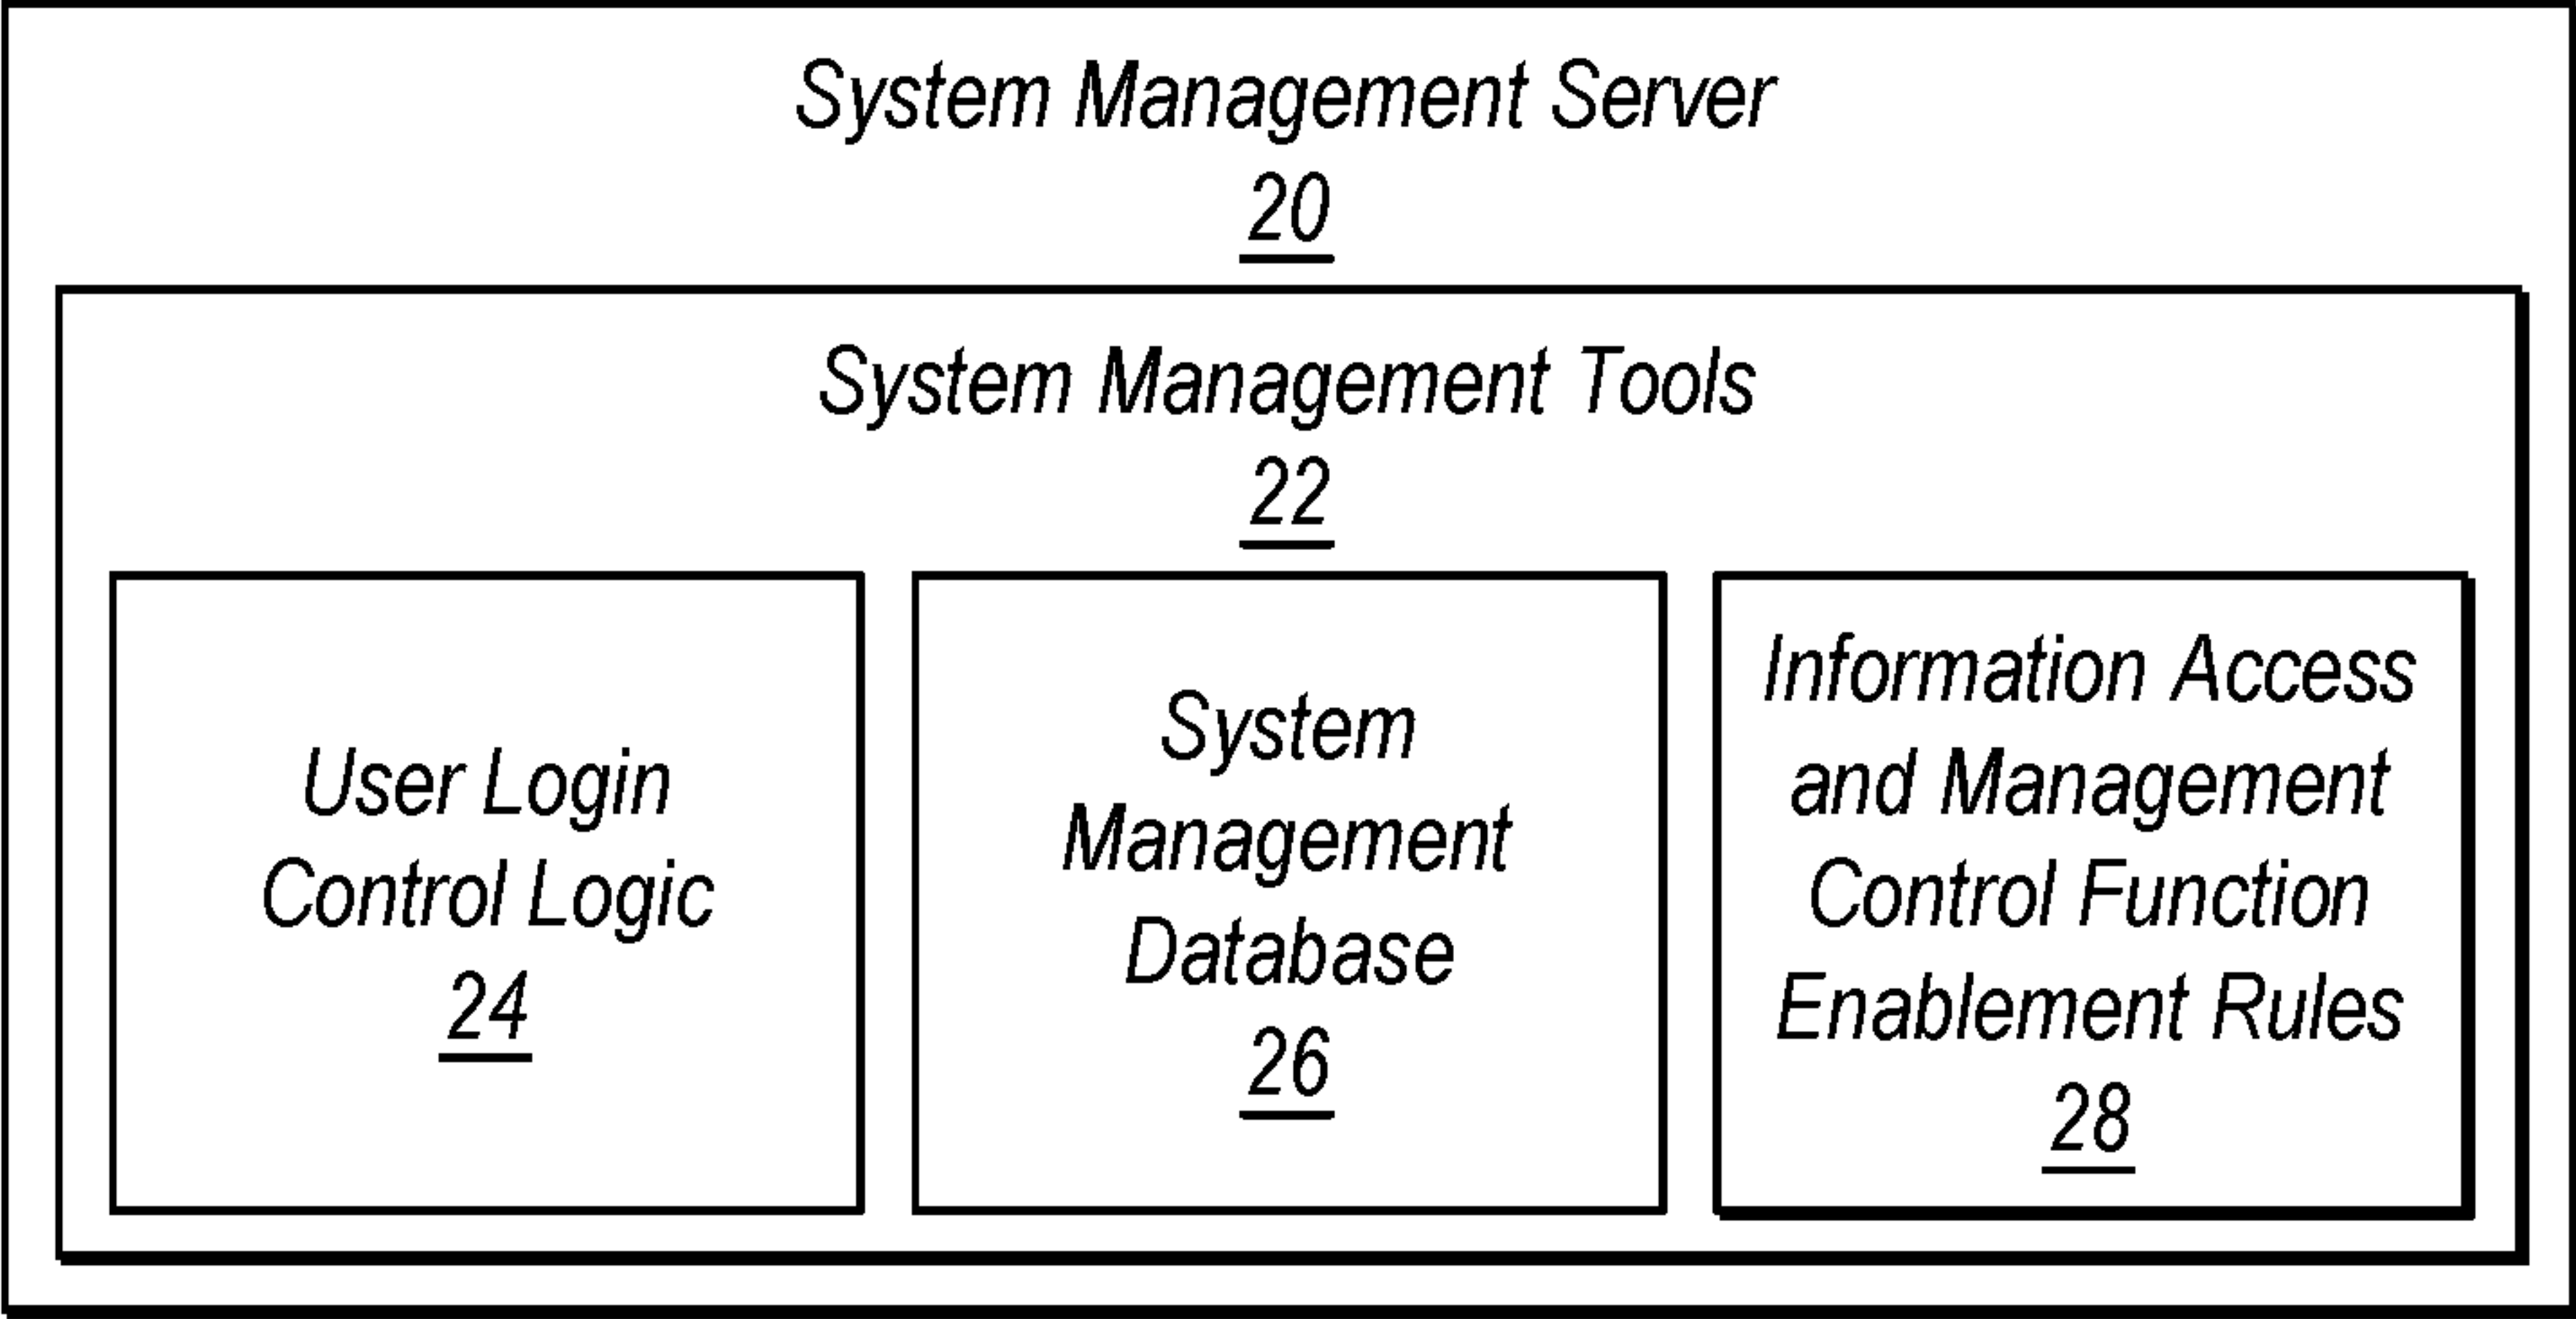 System Management Server
20
System Management Tools
22
User Login
Control Logic
24
System
Management
Database
26
Information Access
and Management
Control Function
Enablement Rules
28